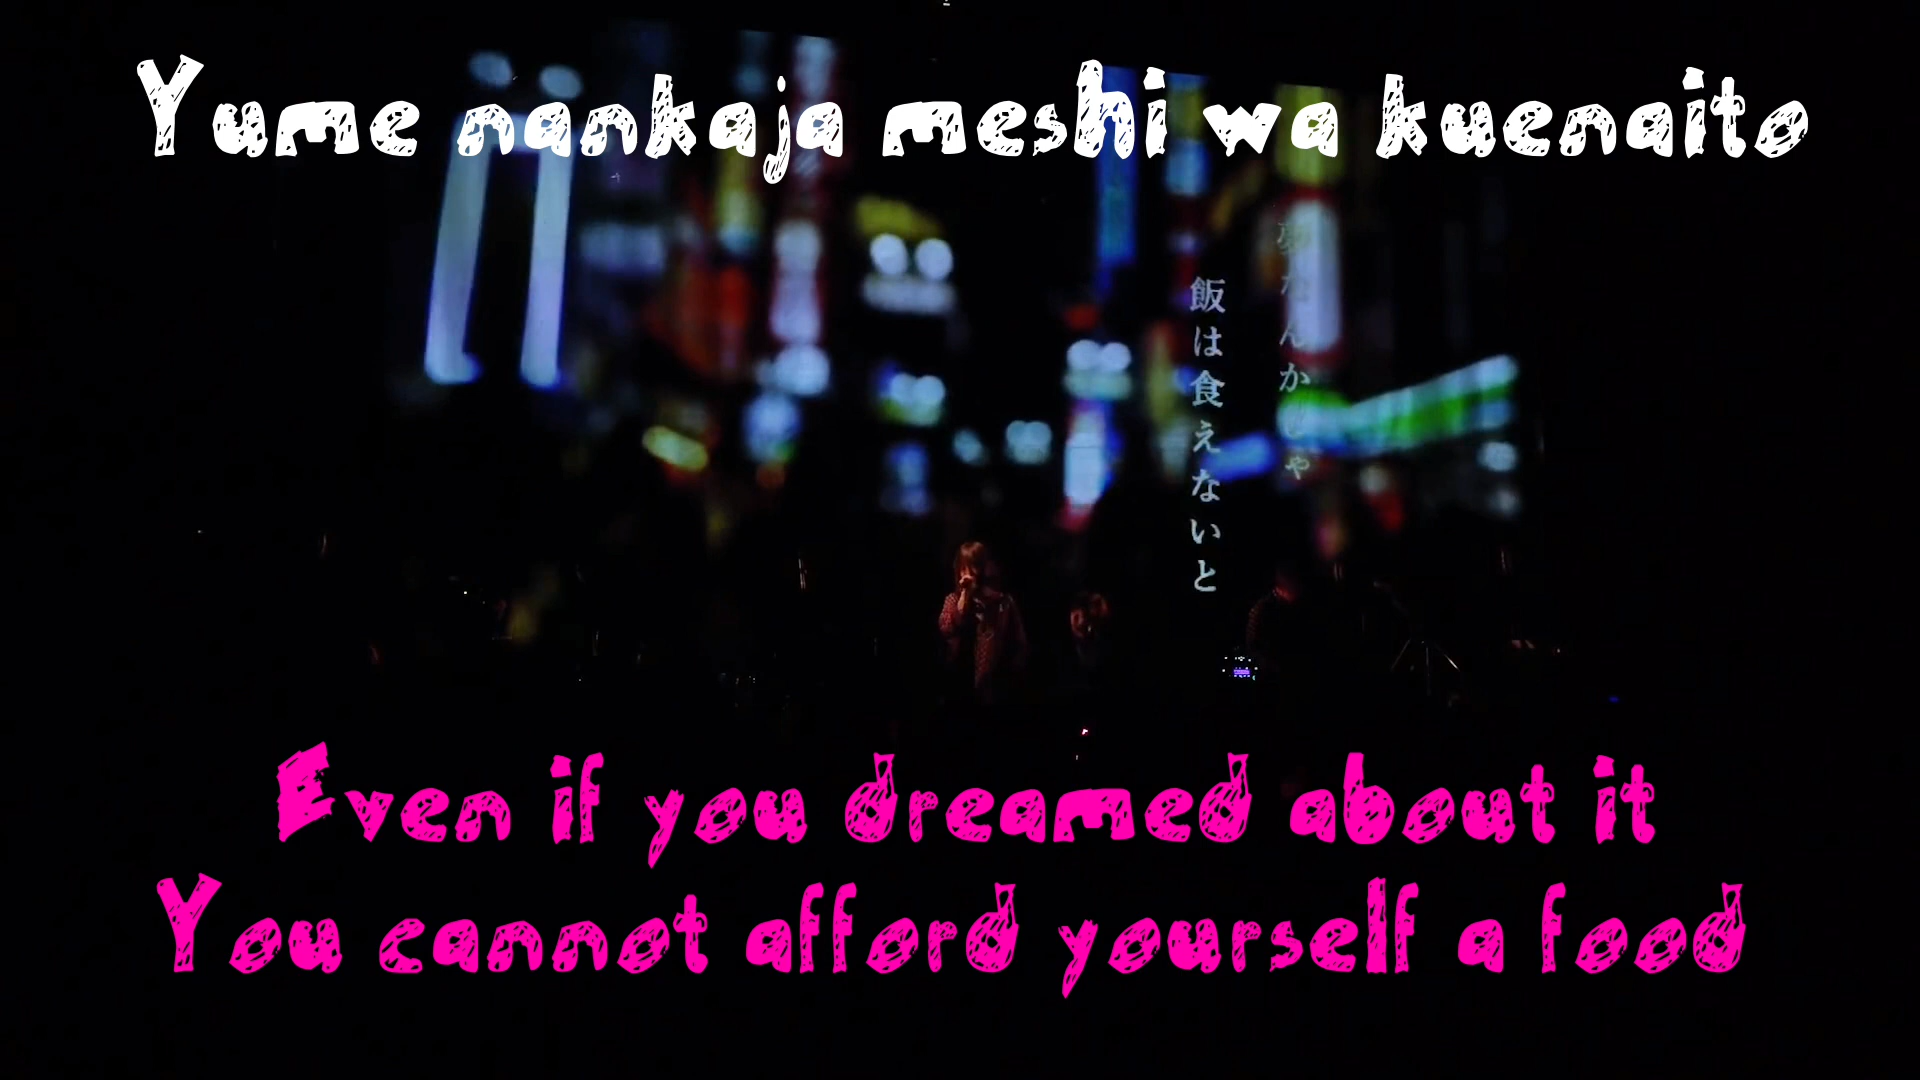 Yume nankaja meshi wa kuenaito
夢なんかじゃ
飯は食えないと
Even if you dreamed about it
You cannot afford yourself a food